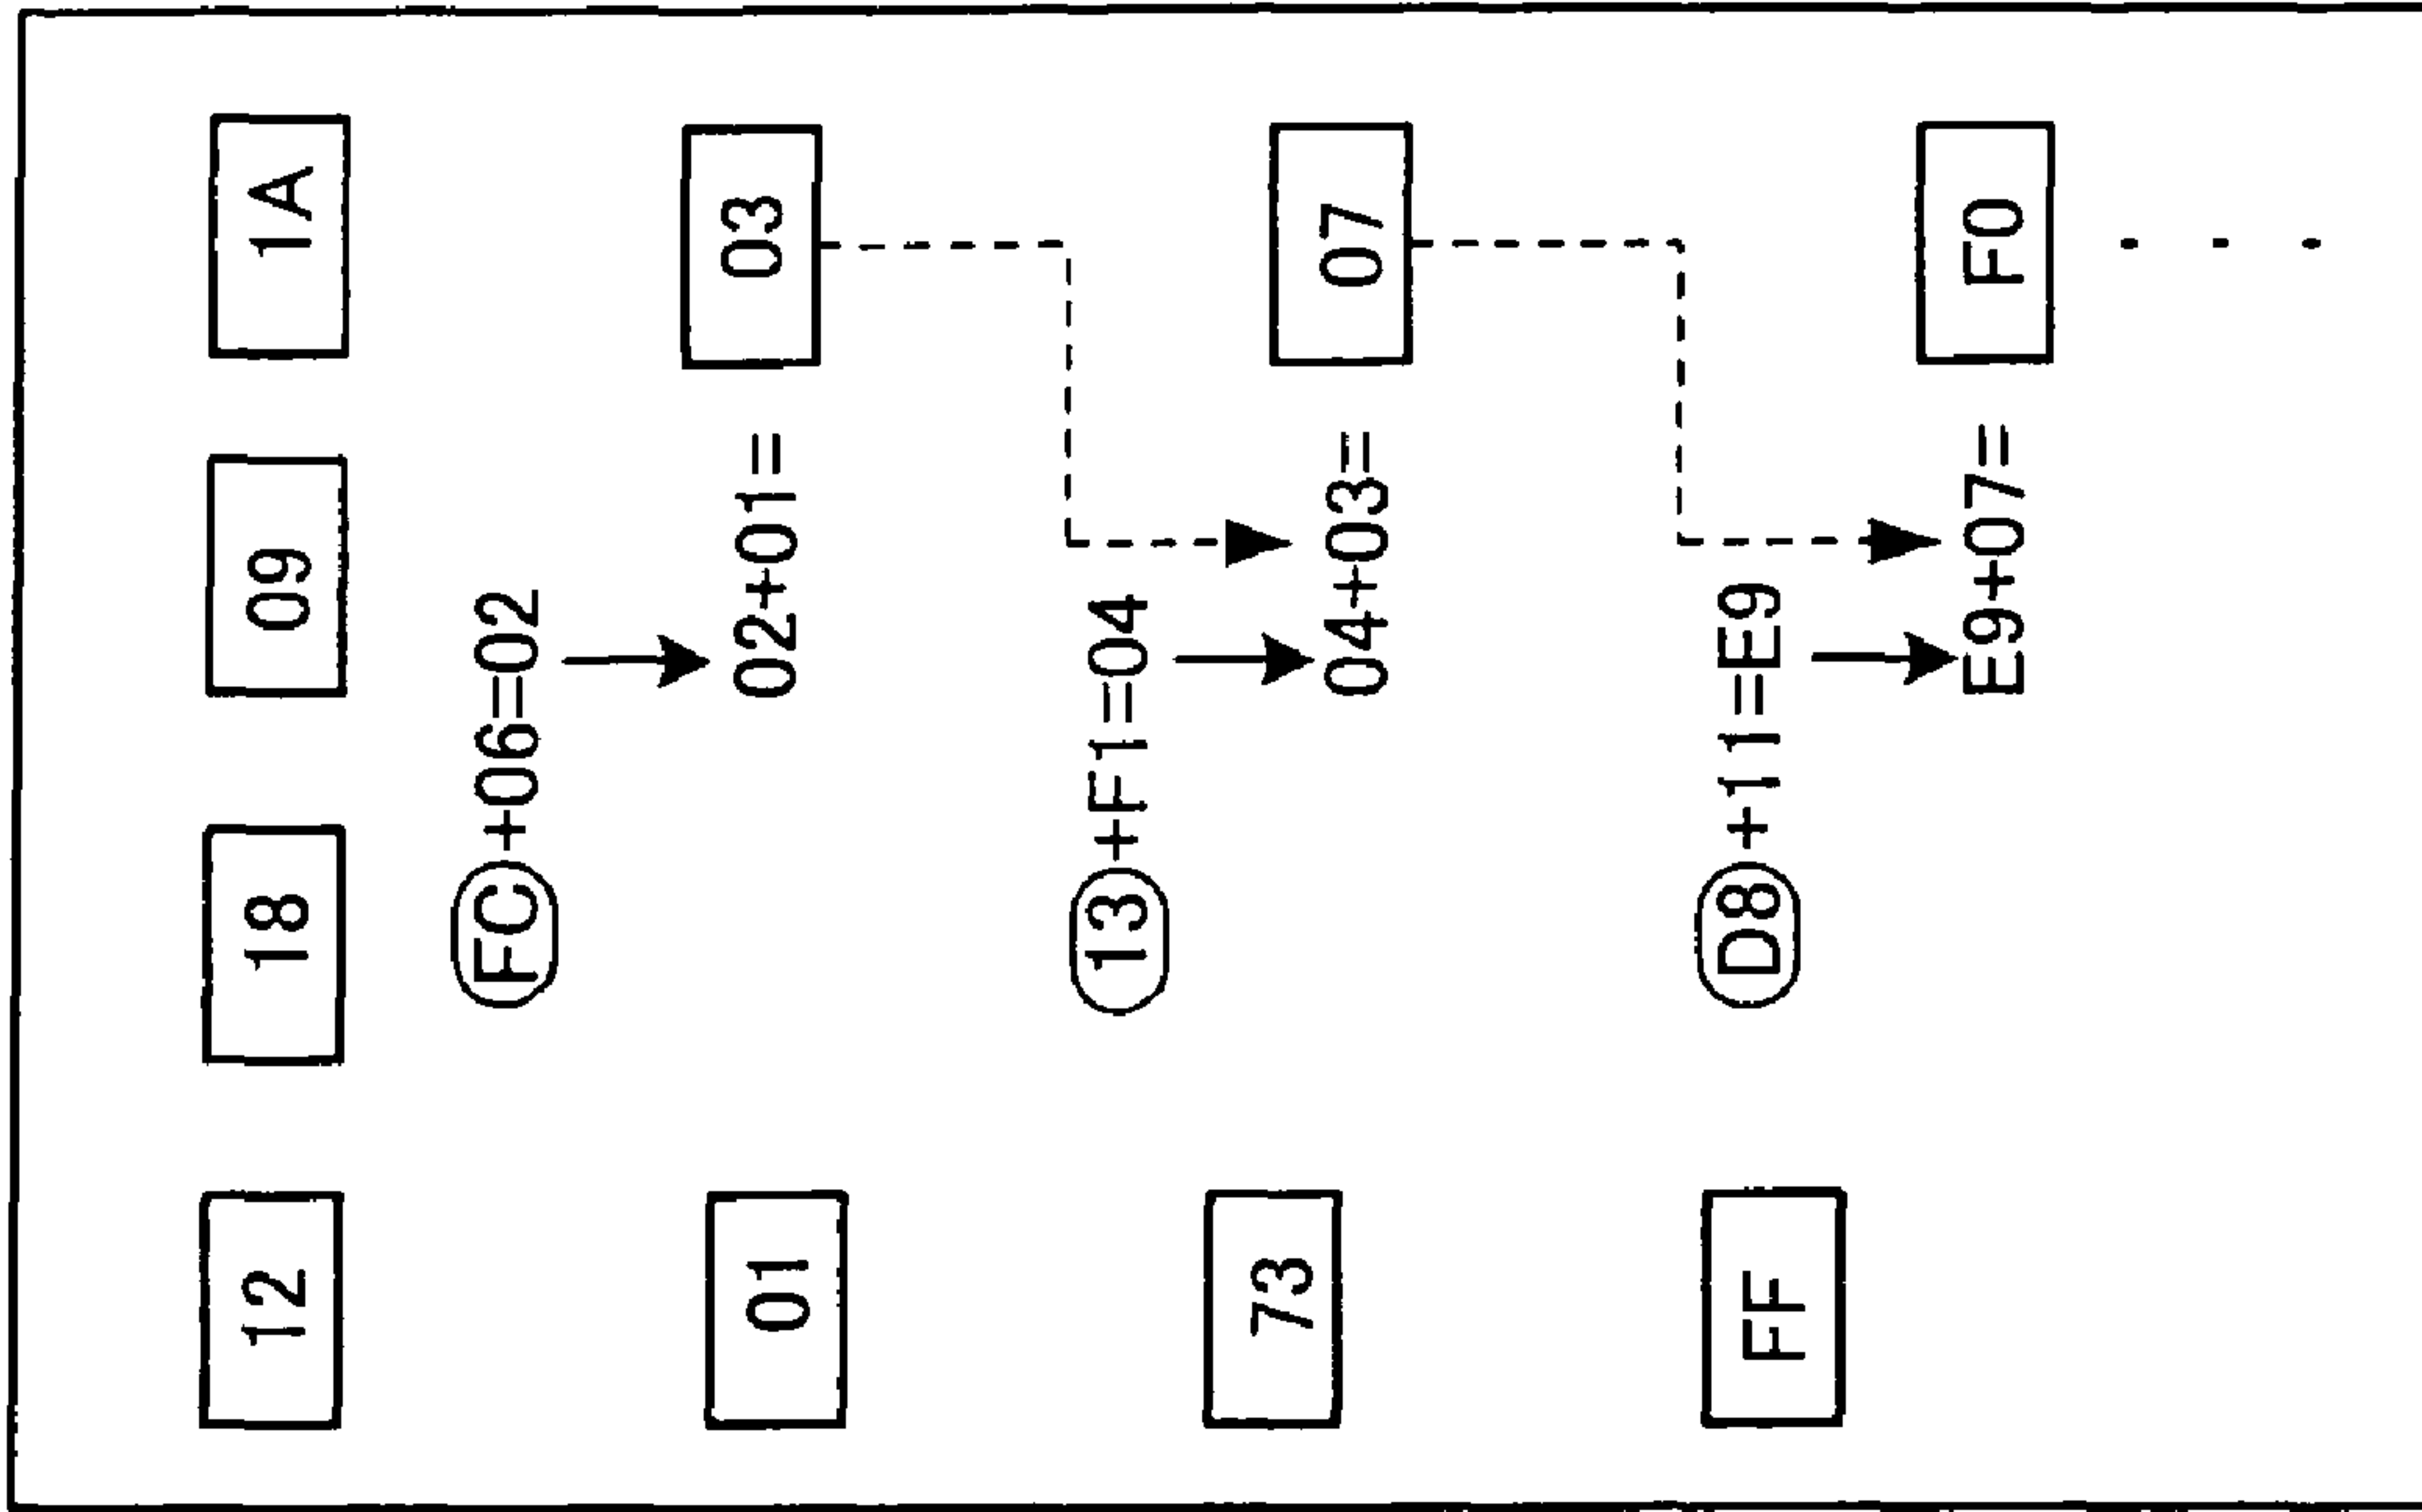 12 18 09 1A
FC+06=02
01 02+01= 03
13+F1=04
73 04+03= 07
FF D8+11=E9
E9+07= F0
. . .